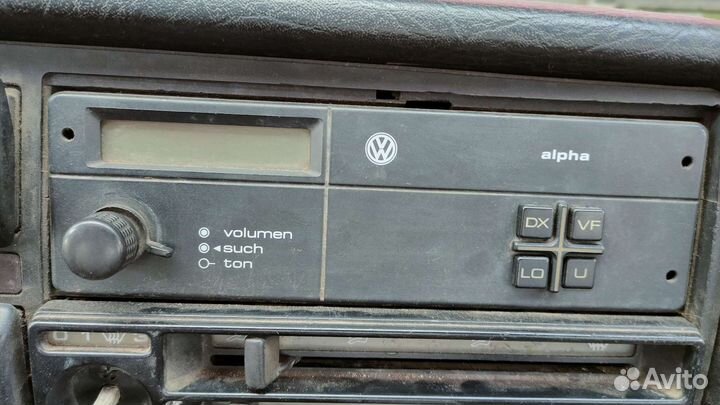 VW
alpha
volumen
such
ton
DX VF
LO U
Avito